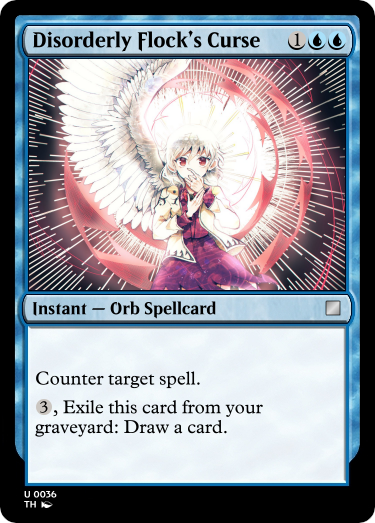 Disorderly Flock's Curse 1UU
Instant — Orb Spellcard
Counter target spell.
3, Exile this card from your
graveyard: Draw a card.
U 0036
TH